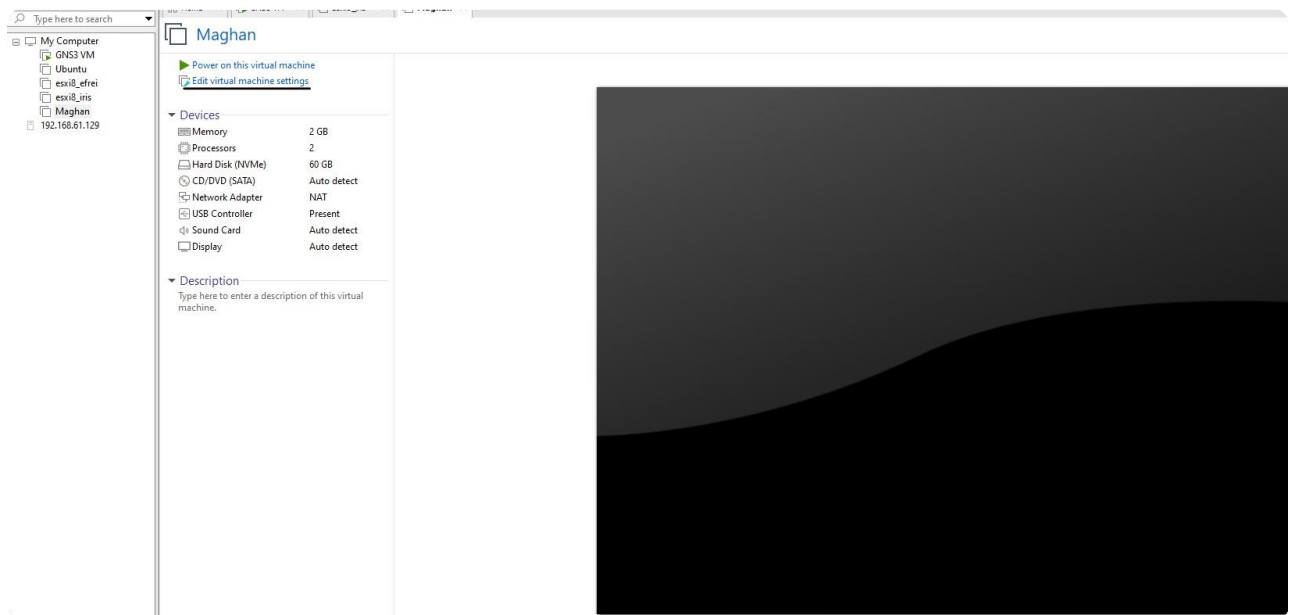 Type here to search
My Computer
GNS3 VM
Ubuntu
esxi8_efrei
esxi8_iris
Maghan
192.168.61.129
Maghan
Power on this virtual machine
Edit virtual machine settings
Devices
Memory 2 GB
Processors 2
Hard Disk (NVMe) 60 GB
CD/DVD (SATA) Auto detect
Network Adapter NAT
USB Controller Present
Sound Card Auto detect
Display Auto detect
Description
Type here to enter a description of this virtual
machine.